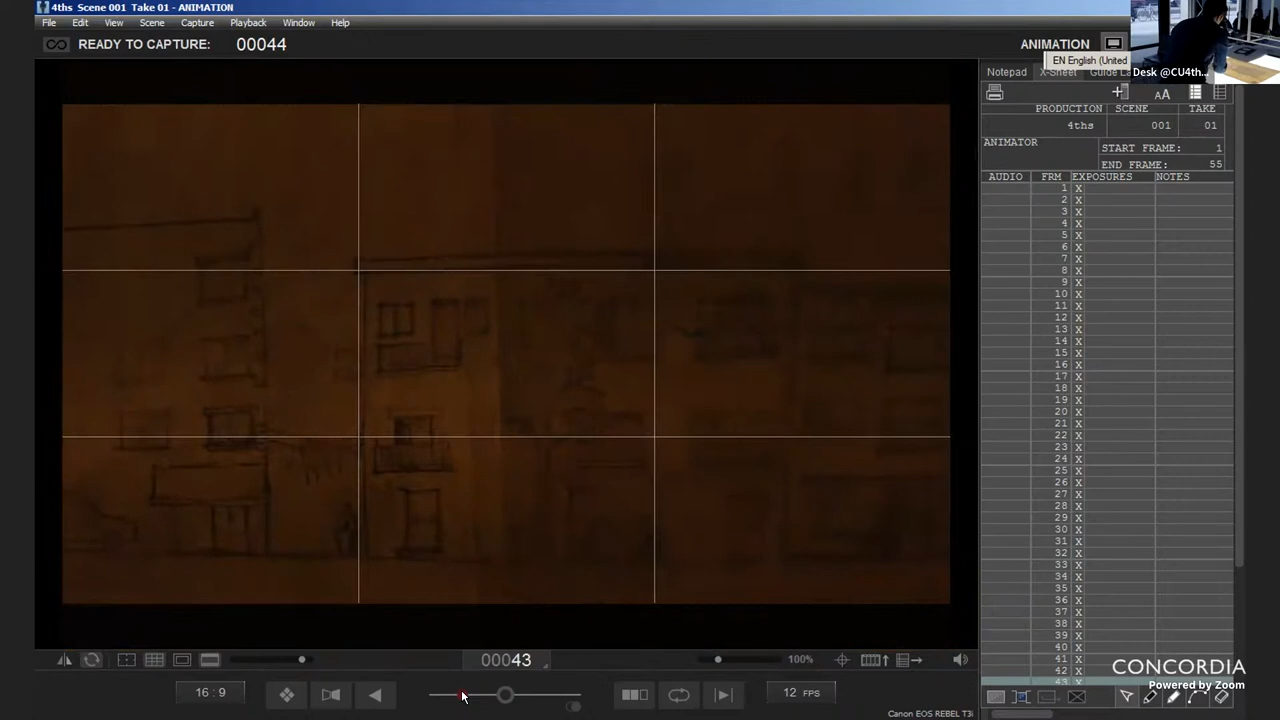 4ths Scene 001 Take 01 - ANIMATION
File Edit View Scene Capture Playback Window Help
READY TO CAPTURE: 00044
ANIMATION
EN English (United
Desk @CU4th...
Notepad X-Sheet Guide La
AA
PRODUCTION SCENE TAKE
4ths 001 01
ANIMATOR
START FRAME: 1
END FRAME: 55
AUDIO FRM EXPOSURES NOTES
1 X
2 X
3 X
4 X
5 X
6 X
7 X
8 X
9 X
10 X
11 X
12 X
13 X
14 X
15 X
16 X
17 X
18 X
19 X
20 X
21 X
22 X
23 X
24 X
25 X
26 X
27 X
28 X
29 X
30 X
31 X
32 X
33 X
34 X
35 X
36 X
37 X
38 X
39 X
40 X
41 X
42 X
43 X
00043
100%
16 : 9
12 FPS
CONCORDIA
Powered by Zoom
Canon EOS REBEL T3i